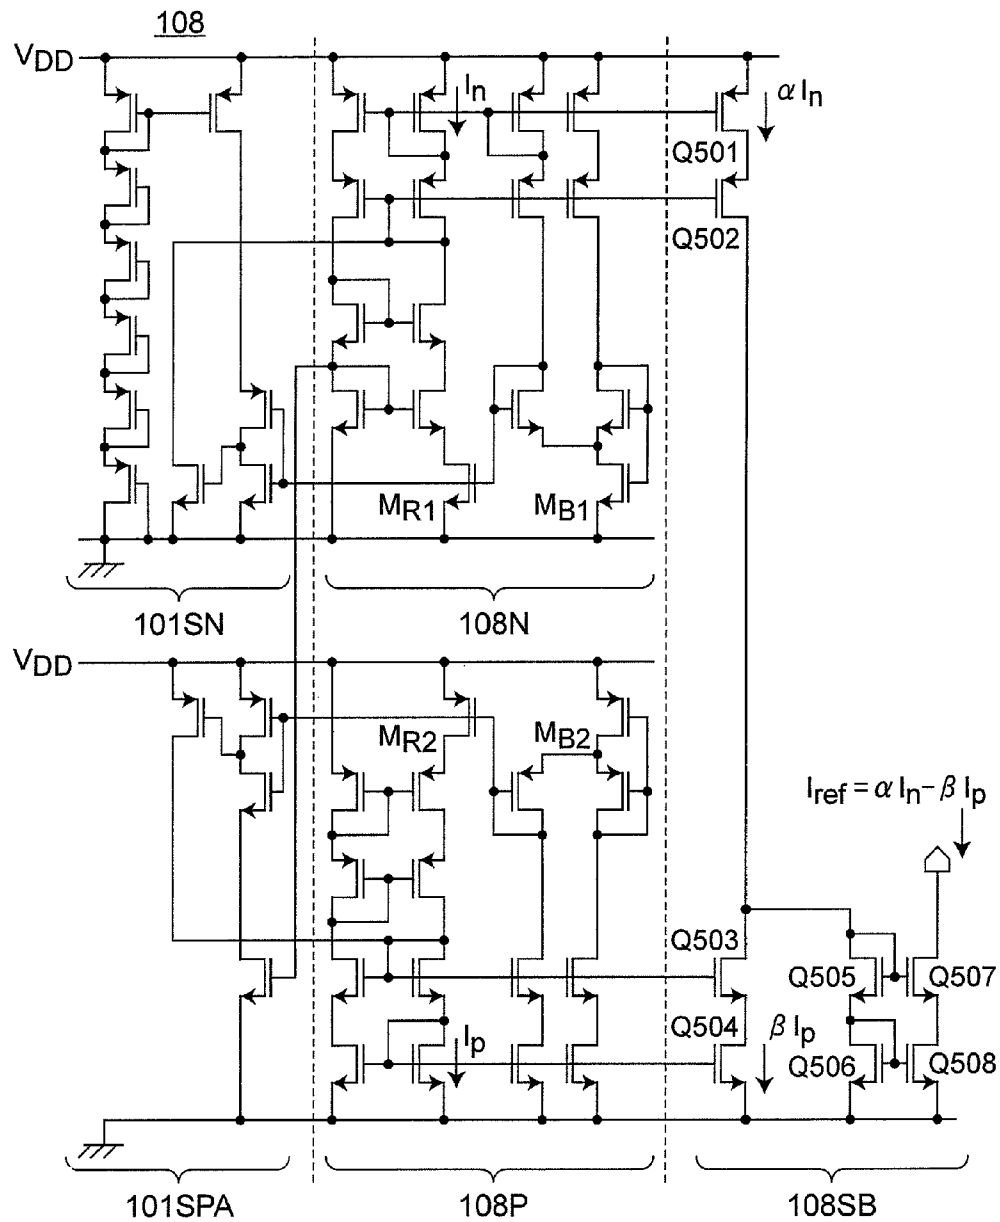 108
VDD
In
αIn
Q501
Q502
MR1
MB1
101SN
108N
VDD
MR2
MB2
Iref = αIn-βIp
Q503
Q505
Q507
Q504
Ip
βIp
Q506
Q508
101SPA
108P
108SB